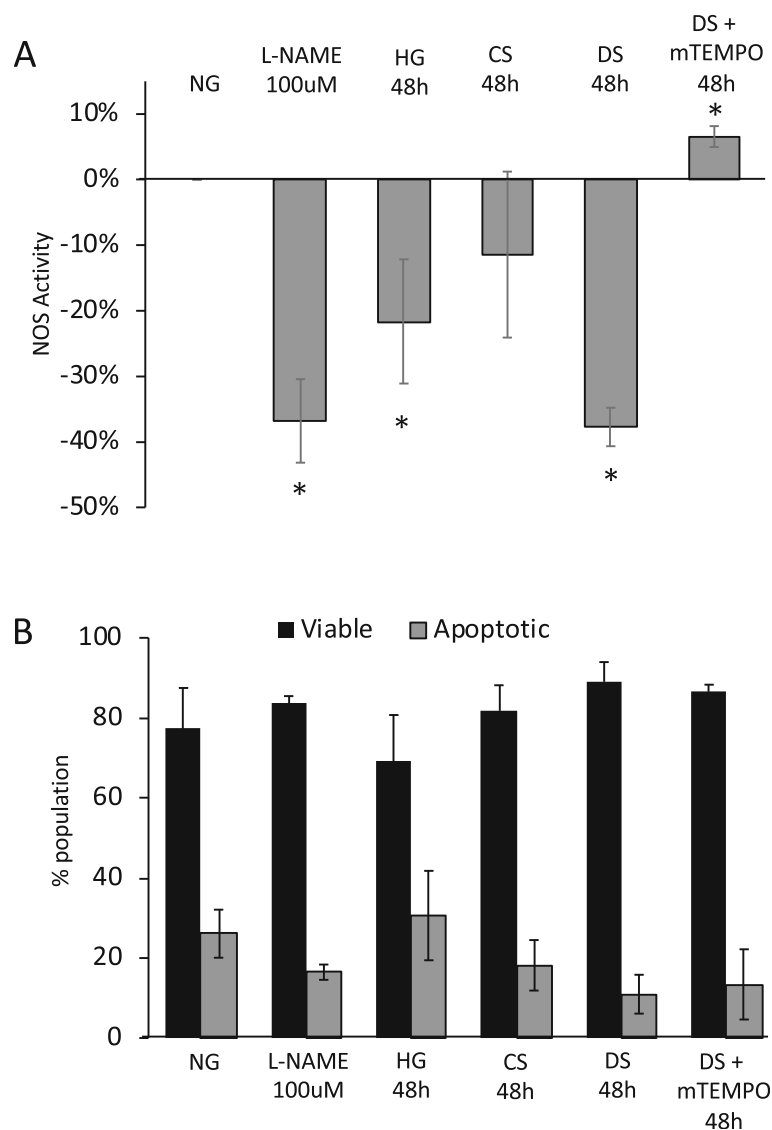 A
NG
L-NAME
100uM
HG
48h
CS
48h
DS
48h
DS +
mTEMPO
48h
10%
0%
-10%
-20%
-30%
-40%
-50%
NOS Activity
*
*
*
*
B
Viable
Apoptotic
100
80
60
40
20
0
% population
NG
L-NAME
100uM
HG
48h
CS
48h
DS
48h
DS +
mTEMPO
48h